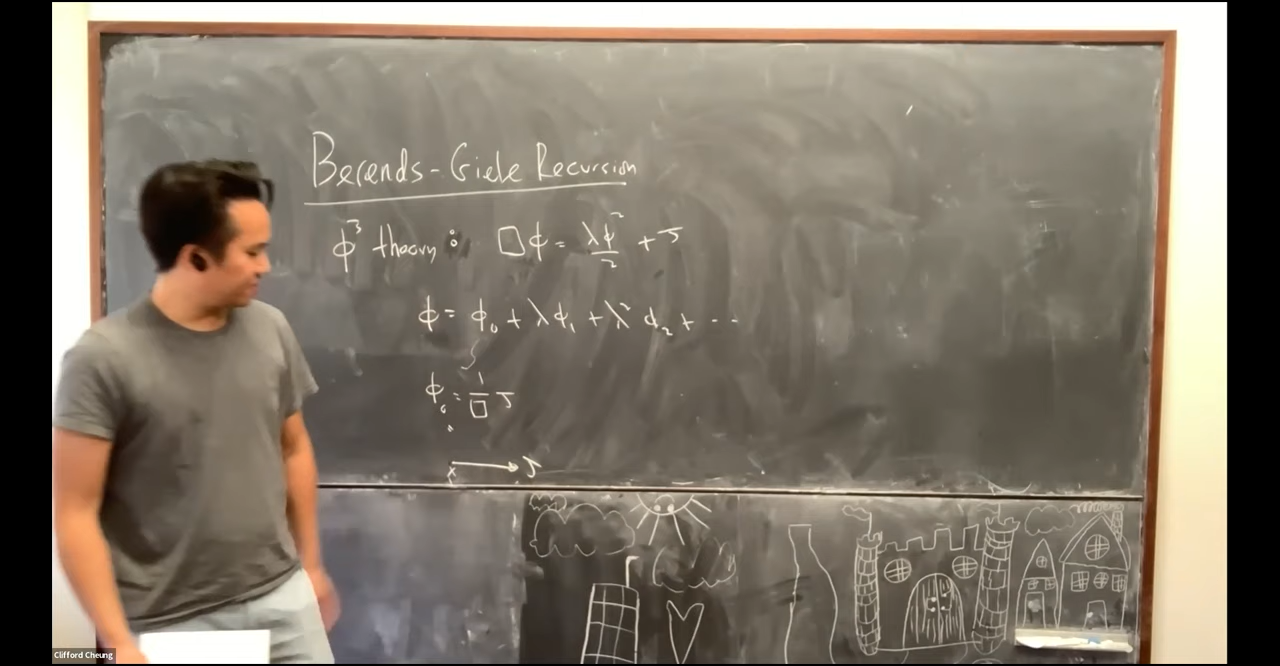 Berends-Giele Recursion
ϕ³ theory: □ϕ = λϕ²/2 + J
ϕ = ϕ₀ + λϕ₁ + λ²ϕ₂ + ...
ϕ₀ = 1/□ J
x → J
Clifford Cheung